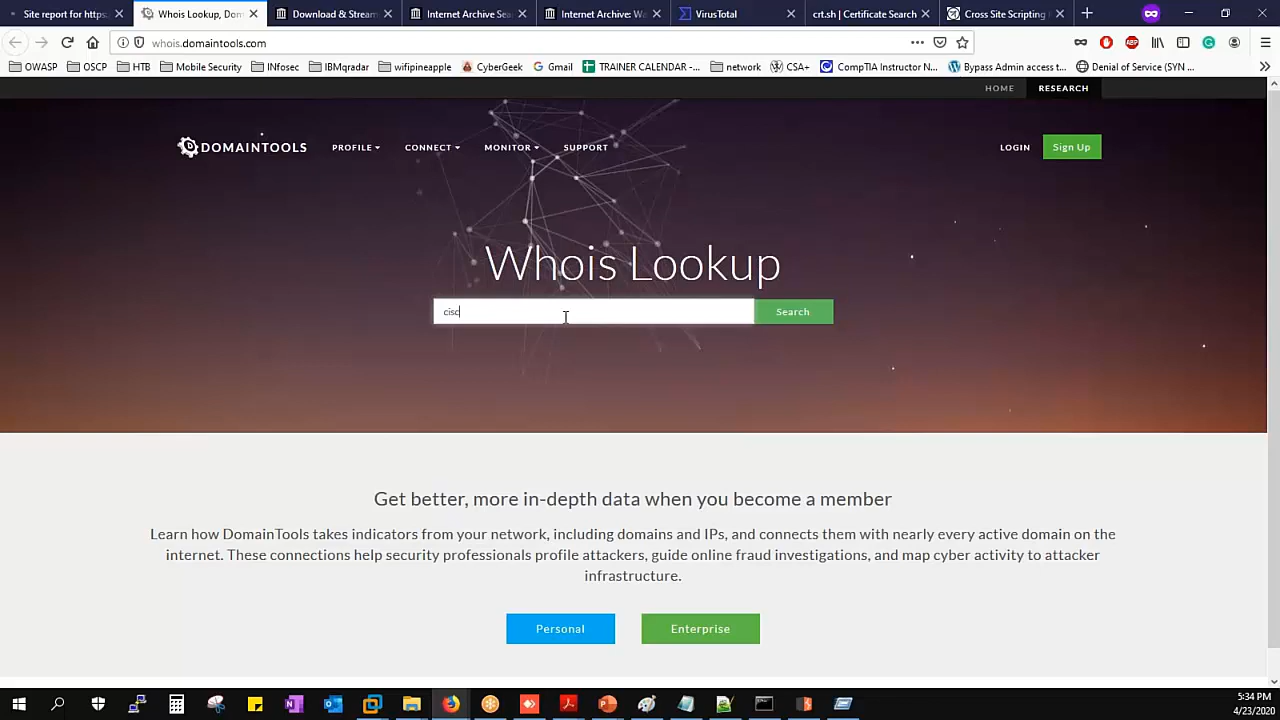 Site report for https:
Whois Lookup, Dom
Download & Stream
Internet Archive Sea
Internet Archive: Wa
VirusTotal
crt.sh | Certificate Search
Cross Site Scripting
whois.domaintools.com
OWASP
OSCP
HTB
Mobile Security
INfosec
IBMqradar
wifipineapple
CyberGeek
Gmail
TRAINER CALENDAR -...
network
CSA+
CompTIA Instructor N...
Bypass Admin access t...
Denial of Service (SYN ...
HOME
RESEARCH
DOMAINTOOLS
PROFILE
CONNECT
MONITOR
SUPPORT
LOGIN
Sign Up
Whois Lookup
cisc
Search
Get better, more in-depth data when you become a member
Learn how DomainTools takes indicators from your network, including domains and IPs, and connects them with nearly every active domain on the
internet. These connections help security professionals profile attackers, guide online fraud investigations, and map cyber activity to attacker
infrastructure.
Personal
Enterprise
5:34 PM
4/23/2020